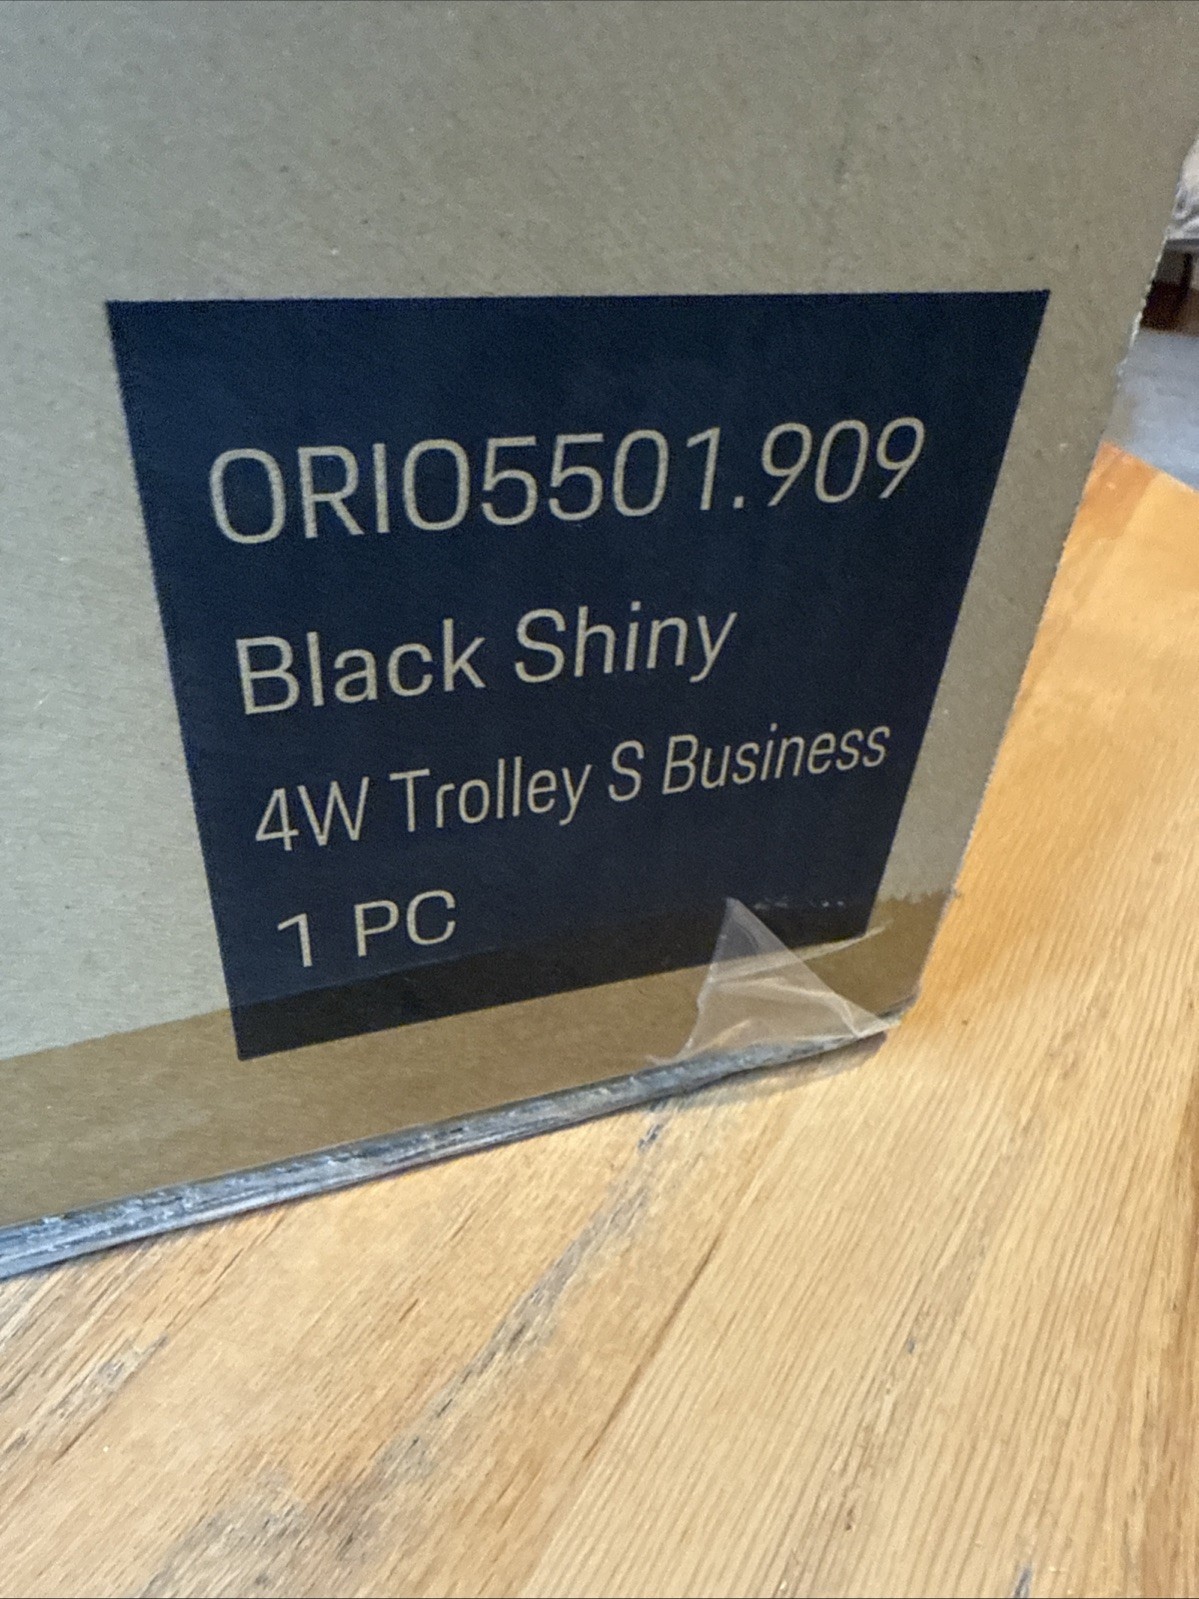 ORI05501.909
Black Shiny
4W Trolley S Business
1 PC